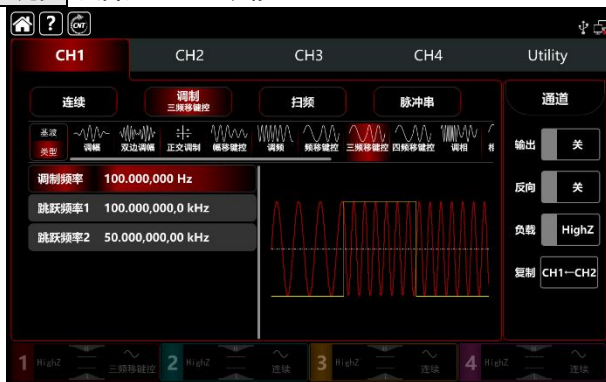 ? CNT
CH1 CH2 CH3 CH4 Utility
连续 调制 扫频 脉冲串 通道
三频移键控
基波
类型
调幅 双边调幅 正交调制 幅移键控 调频 频移键控 三频移键控 四频移键控 调相
输出 关
调制频率 100.000,000 Hz
反向 关
跳跃频率1 100.000,000,0 kHz
跳跃频率2 50.000,000,00 kHz
负载 HighZ
复制 CH1←CH2
1 HighZ 三频移键控 2 HighZ 连续 3 HighZ 连续 4 HighZ 连续